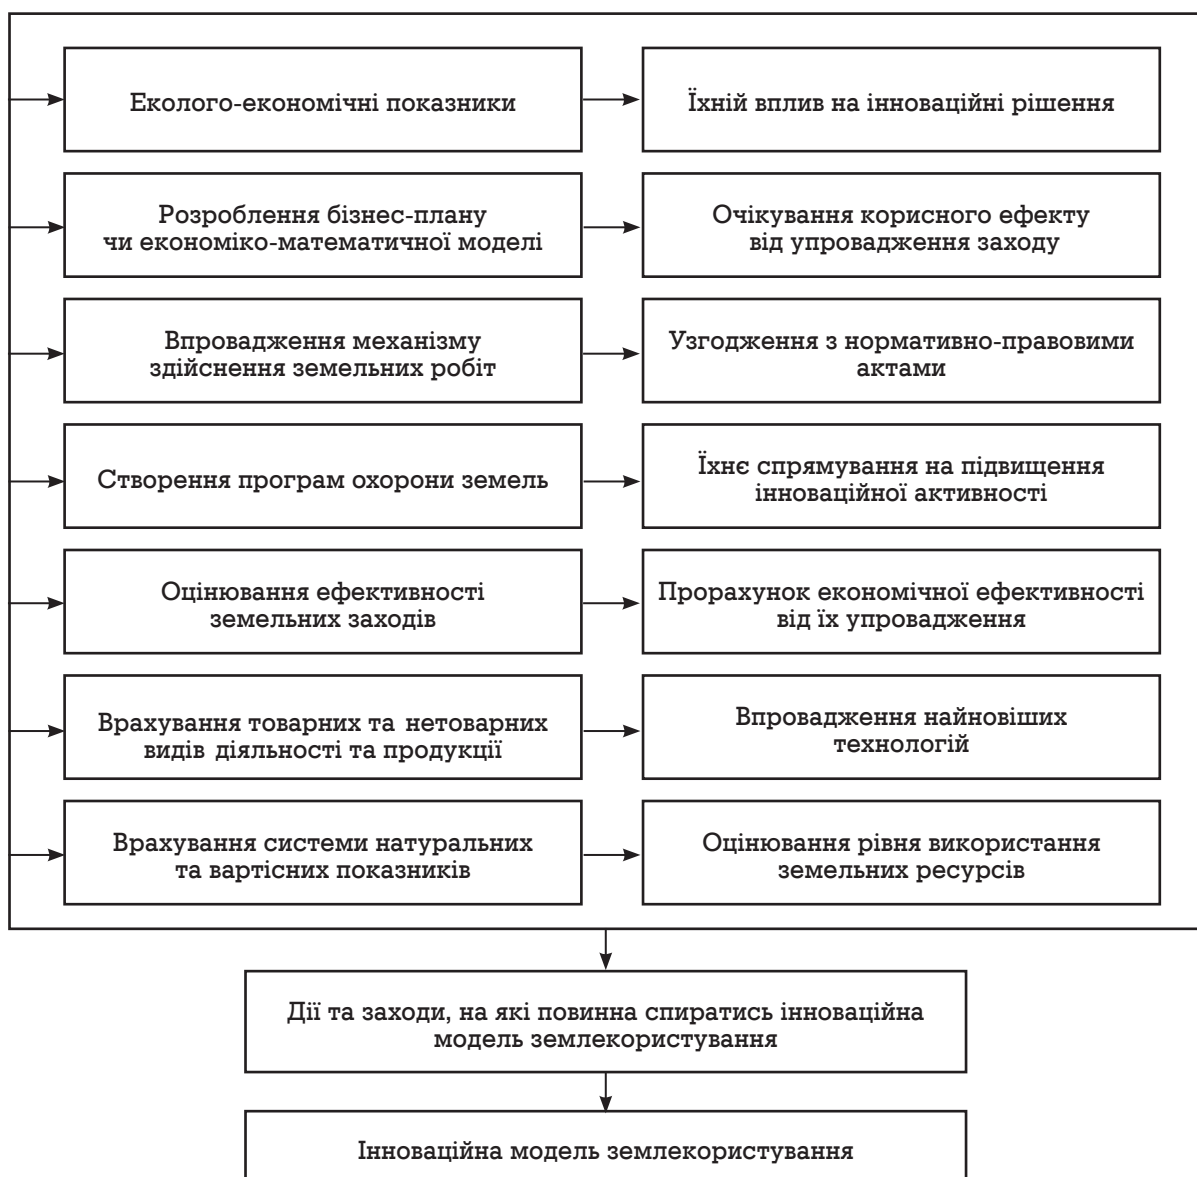 Еколого-економічні показники
Їхній вплив на інноваційні рішення
Розроблення бізнес-плану
чи економіко-математичної моделі
Очікування корисного ефекту
від упровадження заходу
Впровадження механізму
здійснення земельних робіт
Узгодження з нормативно-правовими
актами
Створення програм охорони земель
Їхнє спрямування на підвищення
інноваційної активності
Оцінювання ефективності
земельних заходів
Прорахунок економічної ефективності
від їх упровадження
Врахування товарних та нетоварних
видів діяльності та продукції
Впровадження найновіших
технологій
Врахування системи натуральних
та вартісних показників
Оцінювання рівня використання
земельних ресурсів
Дії та заходи, на які повинна спиратись інноваційна
модель землекористування
Інноваційна модель землекористування